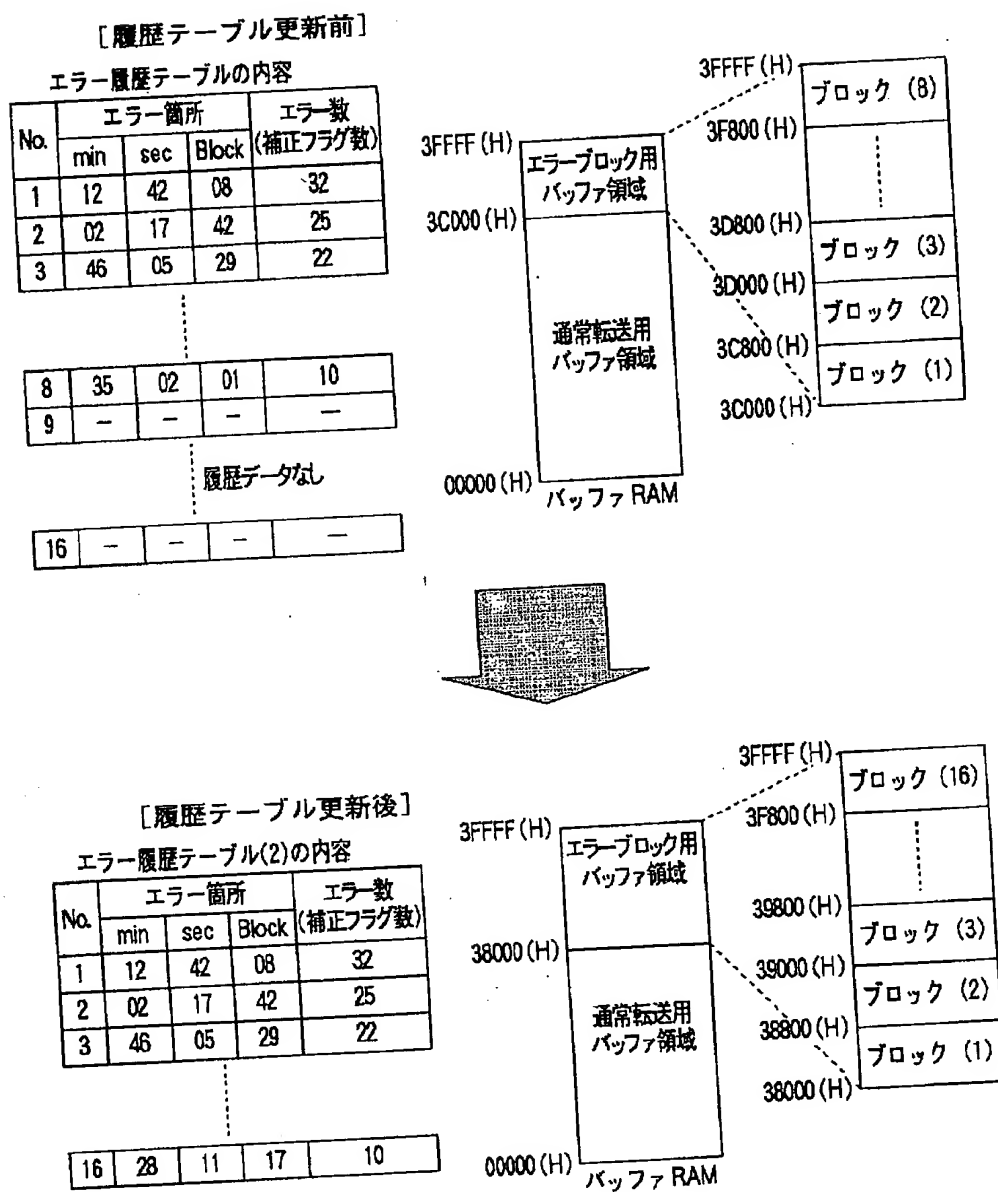 [履歴テーブル更新前]
エラー履歴テーブルの内容
No. エラー箇所 エラー数
(補正フラグ数)
min sec Block
1 12 42 08 32
2 02 17 42 25
3 46 05 29 22
8 35 02 01 10
9 — — — —
履歴データなし
16 — — — —
3FFFF(H)
エラーブロック用
バッファ領域
3C000(H)
通常転送用
バッファ領域
00000(H)
バッファ RAM
3FFFF(H)
ブロック (8)
3F800(H)
3D800(H)
ブロック (3)
3D000(H)
ブロック (2)
3C800(H)
ブロック (1)
3C000(H)
[履歴テーブル更新後]
エラー履歴テーブル(2)の内容
No. エラー箇所 エラー数
(補正フラグ数)
min sec Block
1 12 42 08 32
2 02 17 42 25
3 46 05 29 22
16 28 11 17 10
3FFFF(H)
エラーブロック用
バッファ領域
38000(H)
通常転送用
バッファ領域
00000(H)
バッファ RAM
3FFFF(H)
ブロック (16)
3F800(H)
39800(H)
ブロック (3)
39000(H)
ブロック (2)
38800(H)
ブロック (1)
38000(H)